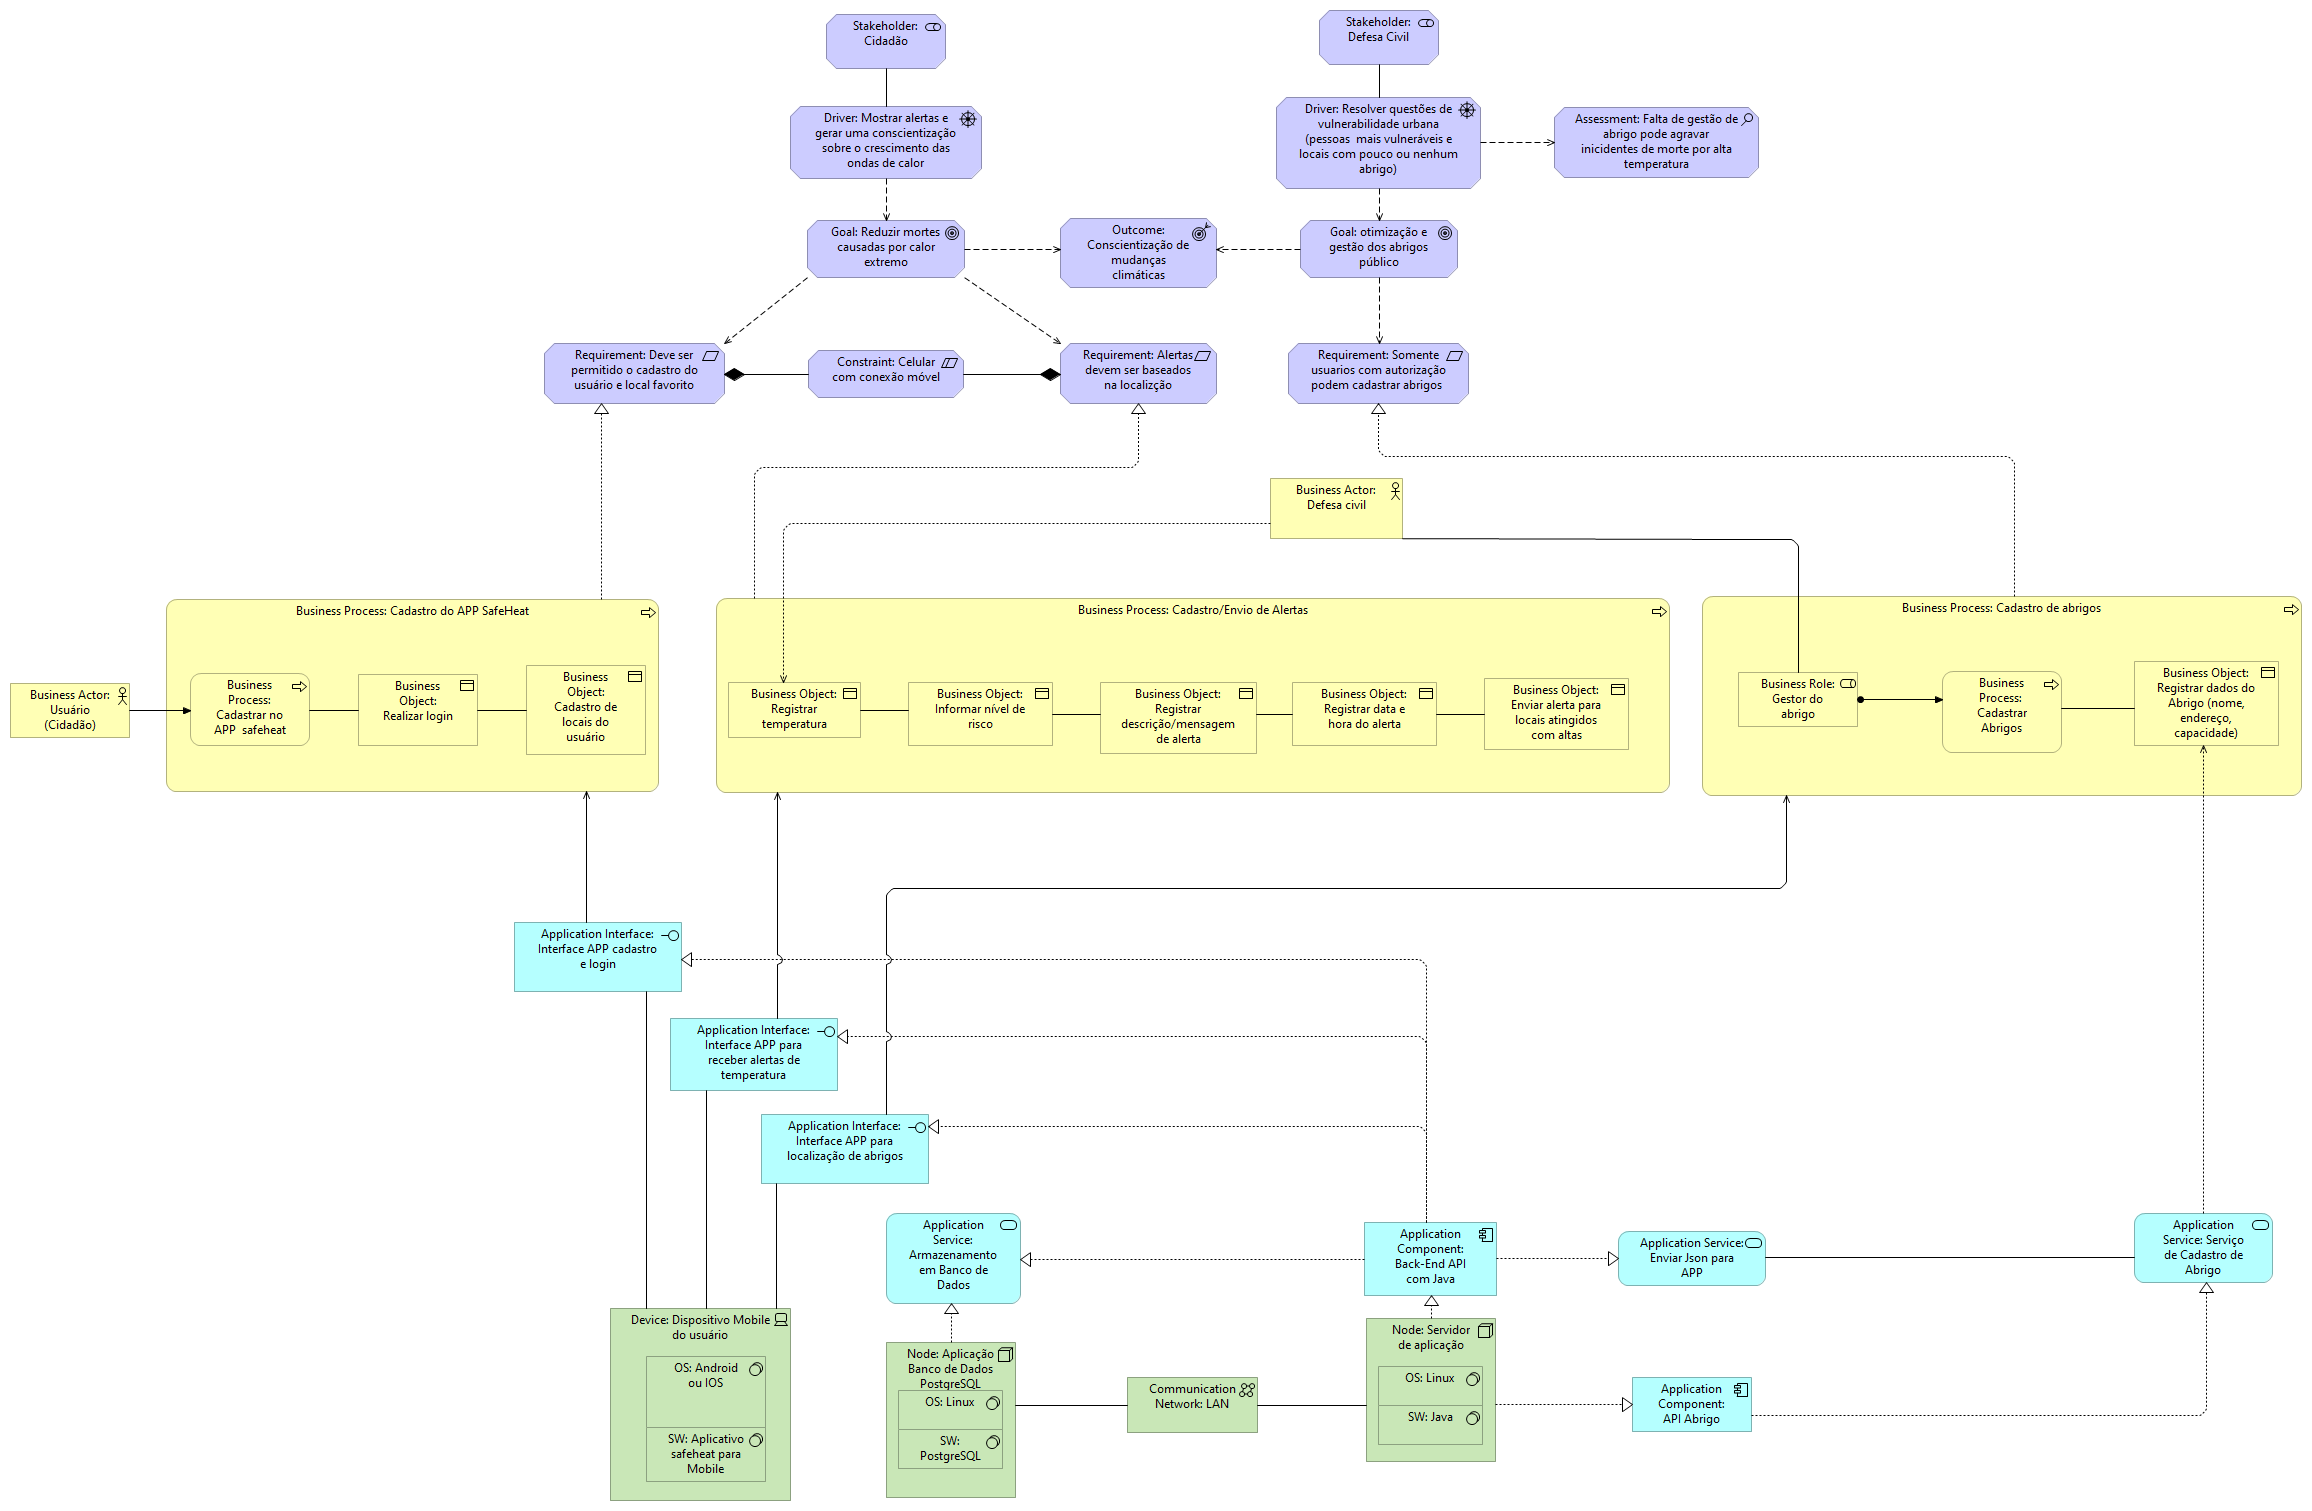 Stakeholder:
Cidadão
Stakeholder:
Defesa Civil
Driver: Mostrar alertas e
gerar uma conscientização
sobre o crescimento das
ondas de calor
Driver: Resolver questões de
vulnerabilidade urbana
(pessoas  mais vulneráveis e
locais com pouco ou nenhum
abrigo)
Assessment: Falta de gestão de
abrigo pode agravar
inicidentes de morte por alta
temperatura
Goal: Reduzir mortes
causadas por calor
extremo
Outcome:
Conscientização de
mudanças
climáticas
Goal: otimização e
gestão dos abrigos
público
Requirement: Deve ser
permitido o cadastro do
usuário e local favorito
Constraint: Celular
com conexão móvel
Requirement: Alertas
devem ser baseados
na localizção
Requirement: Somente
usuarios com autorização
podem cadastrar abrigos
Business Actor:
Defesa civil
Business Process: Cadastro do APP SafeHeat
Business Process: Cadastro/Envio de Alertas
Business Process: Cadastro de abrigos
Business Actor:
Usuário
(Cidadão)
Business
Process:
Cadastrar no
APP  safeheat
Business
Object:
Realizar login
Business
Object:
Cadastro de
locais do
usuário
Business Object:
Registrar
temperatura
Business Object:
Informar nível de
risco
Business Object:
Registrar
descrição/mensagem
de alerta
Business Object:
Registrar data e
hora do alerta
Business Object:
Enviar alerta para
locais atingidos
com altas
Business Role:
Gestor do
abrigo
Business
Process:
Cadastrar
Abrigos
Business Object:
Registrar dados do
Abrigo (nome,
endereço,
capacidade)
Application Interface:
Interface APP cadastro
e login
Application Interface:
Interface APP para
receber alertas de
temperatura
Application Interface:
Interface APP para
localização de abrigos
Application
Service:
Armazenamento
em Banco de
Dados
Application
Component:
Back-End API
com Java
Application Service:
Enviar Json para
APP
Application
Service: Serviço
de Cadastro de
Abrigo
Device: Dispositivo Mobile
do usuário
OS: Android
ou IOS
SW: Aplicativo
safeheat para
Mobile
Node: Aplicação
Banco de Dados
PostgreSQL
OS: Linux
SW:
PostgreSQL
Communication
Network: LAN
Node: Servidor
de aplicação
OS: Linux
SW: Java
Application
Component:
API Abrigo